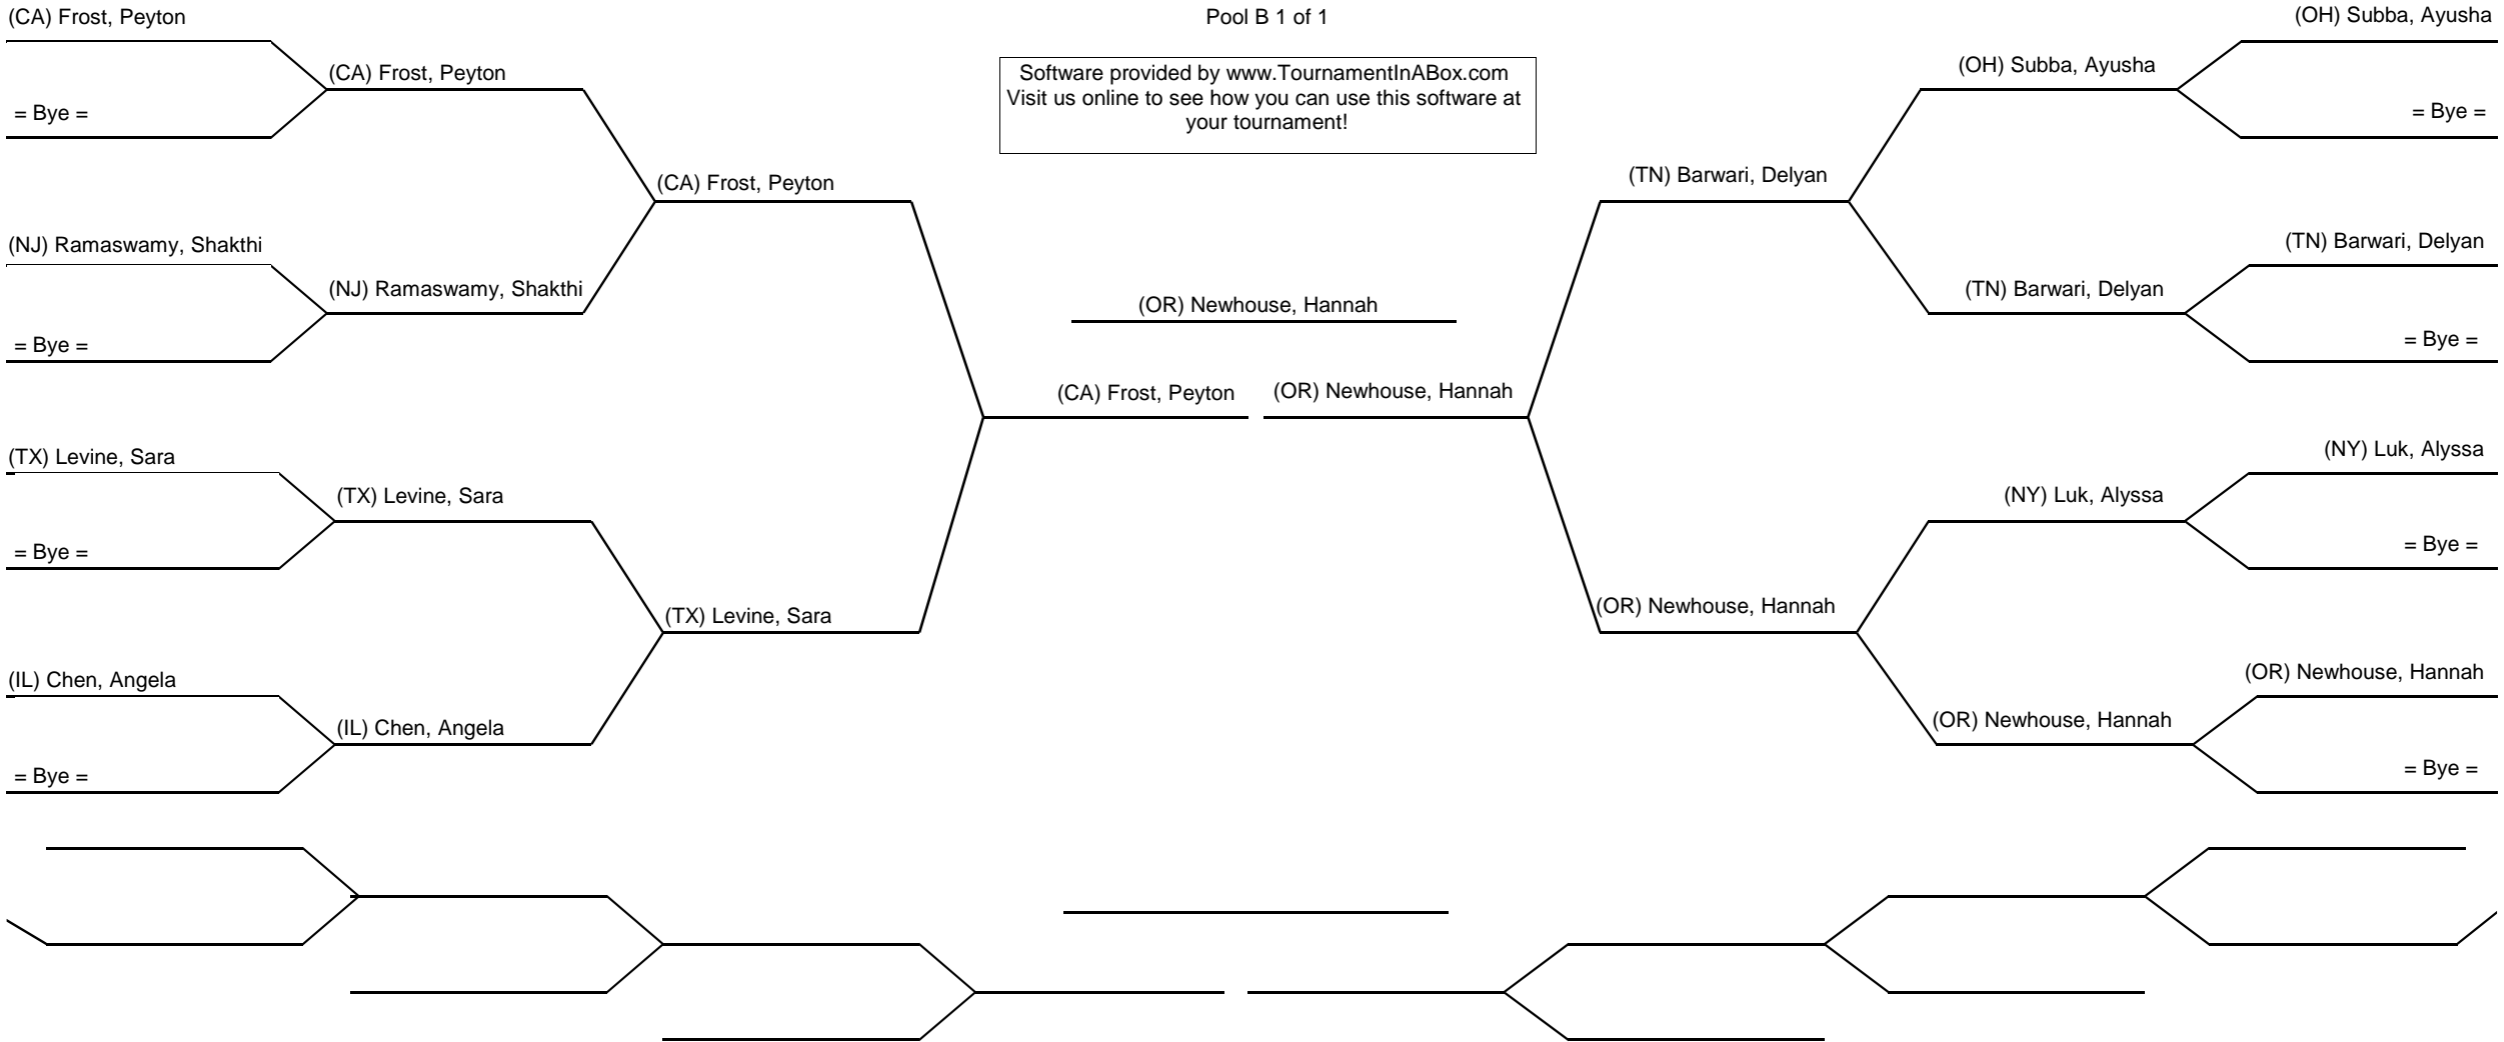 (CA) Frost, Peyton
Pool B 1 of 1
(OH) Subba, Ayusha
(CA) Frost, Peyton
Software provided by www.TournamentInABox.com
Visit us online to see how you can use this software at
your tournament!
(OH) Subba, Ayusha
= Bye =
= Bye =
(CA) Frost, Peyton
(TN) Barwari, Delyan
(NJ) Ramaswamy, Shakthi
(TN) Barwari, Delyan
(NJ) Ramaswamy, Shakthi
(OR) Newhouse, Hannah
(TN) Barwari, Delyan
= Bye =
= Bye =
(CA) Frost, Peyton
(OR) Newhouse, Hannah
(TX) Levine, Sara
(NY) Luk, Alyssa
(TX) Levine, Sara
(NY) Luk, Alyssa
= Bye =
= Bye =
(TX) Levine, Sara
(OR) Newhouse, Hannah
(IL) Chen, Angela
(OR) Newhouse, Hannah
(IL) Chen, Angela
(OR) Newhouse, Hannah
= Bye =
= Bye =